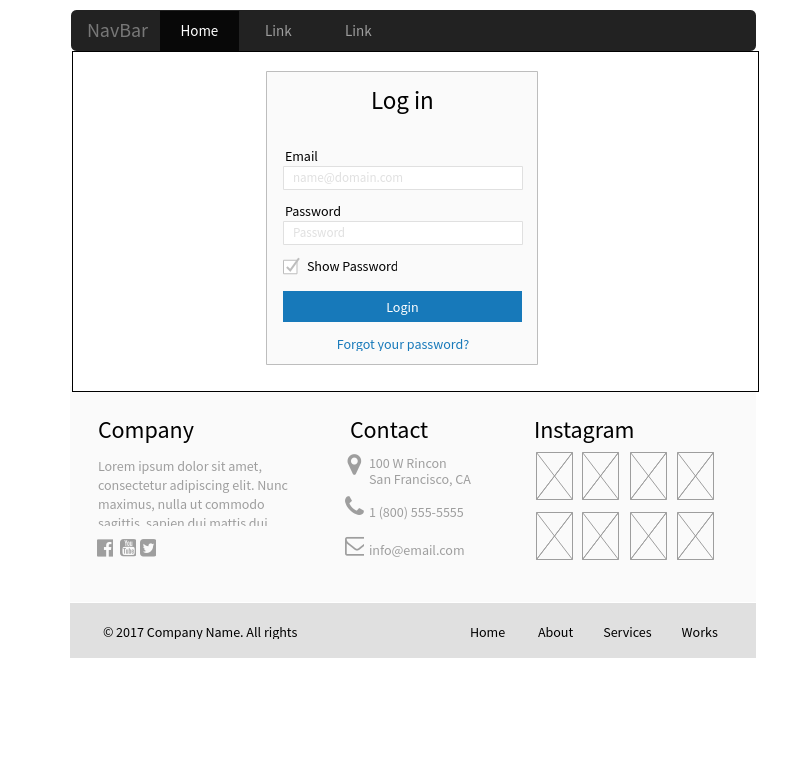 NavBar Home Link Link
Log in
Email
name@domain.com
Password
Password
Show Password
Login
Forgot your password?
Company
Lorem ipsum dolor sit amet,
consectetur adipiscing elit. Nunc
maximus, nulla ut commodo
sagittis, sapien dui mattis dui,
You
Tube
Contact
100 W Rincon
San Francisco, CA
1 (800) 555-5555
info@email.com
Instagram
© 2017 Company Name. All rights
Home About Services Works